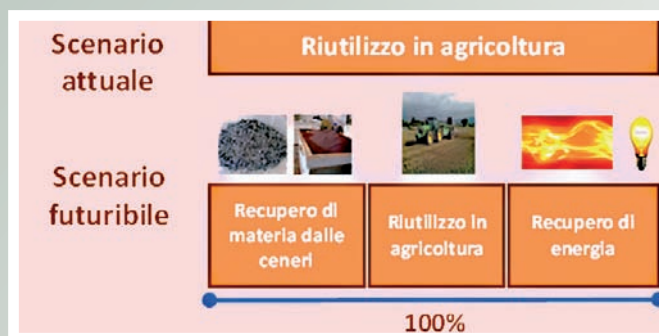 Scenario
attuale
Riutilizzo in agricoltura
Scenario
futuribile
Recupero di
materia dalle
ceneri
Riutilizzo in
agricoltura
Recupero di
energia
100%